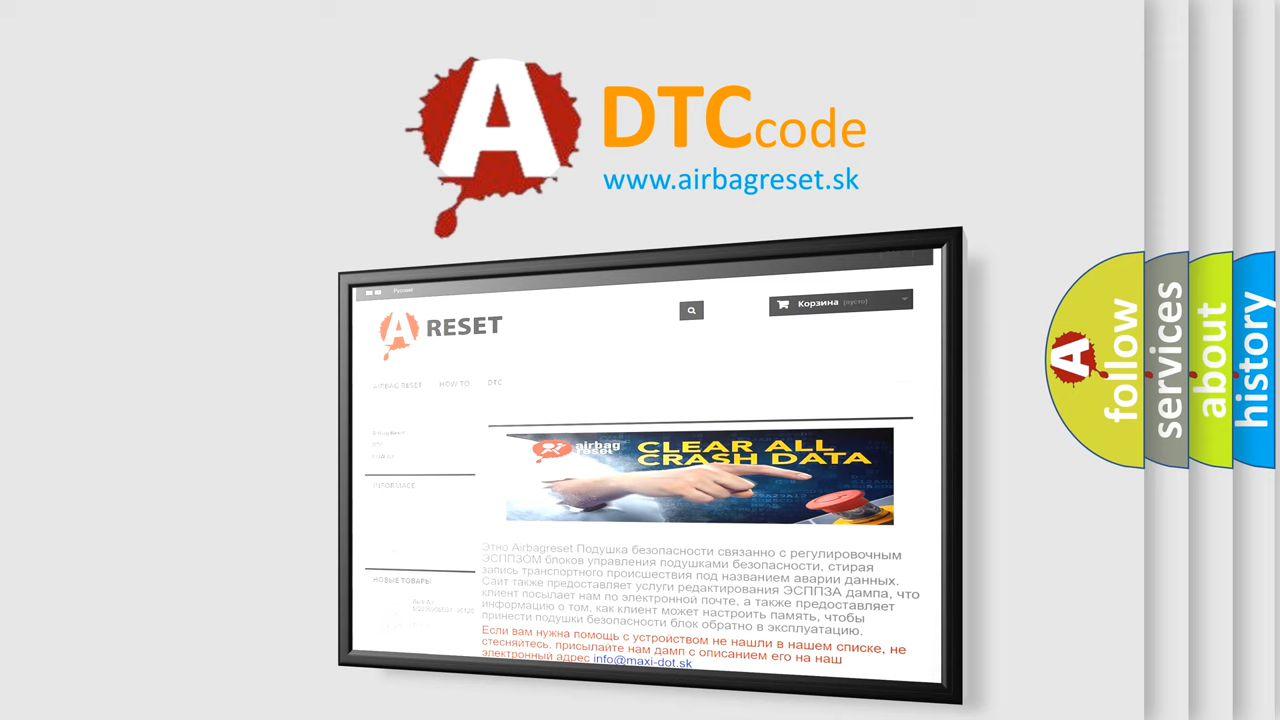 A
DTCcode
www.airbagreset.sk
Русский
A RESET
Корзина (пусто)
AIRBAG RESET HOW TO DTC
Airbag Reset
DTC
INFORMACE
airbag
reset
CLEAR ALL
CRASH DATA
Этно Airbagreset Подушка безопасности связанно с регулировочным
ЭСППЗОМ блоков управления подушками безопасности, стирая
запись транспортного происшествия под названием аварии данных.
Сайт также предоставляет услуги редактирования ЭСППЗА дампа, что
клиент посылает нам по электронной почте, а также предоставляет
информацию о том, как клиент может настроить память, чтобы
принести подушки безопасности блок обратно в эксплуатацию.
Если вам нужна помощь с устройством не нашли в нашем списке, не
стесняйтесь, присылайте нам дамп с описанием его на наш
электронный адрес info@maxi-dot.sk
НОВЫЕ ТОВАРЫ
A follow
services
about
history